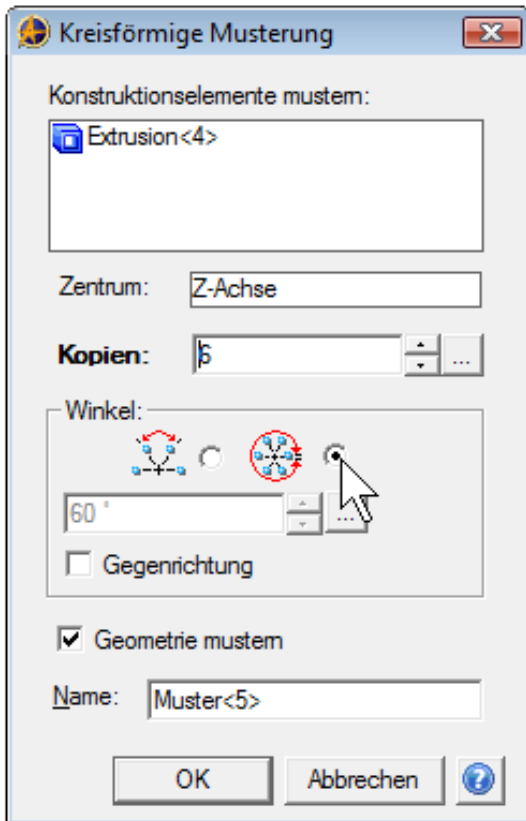 Kreisförmige Musterung
Konstruktionselemente mustern:
Extrusion<4>
Zentrum: Z-Achse
Kopien: 6 ...
Winkel:
60 ° ...
Gegenrichtung
Geometrie mustern
Name: Muster<5>
OK Abbrechen ?